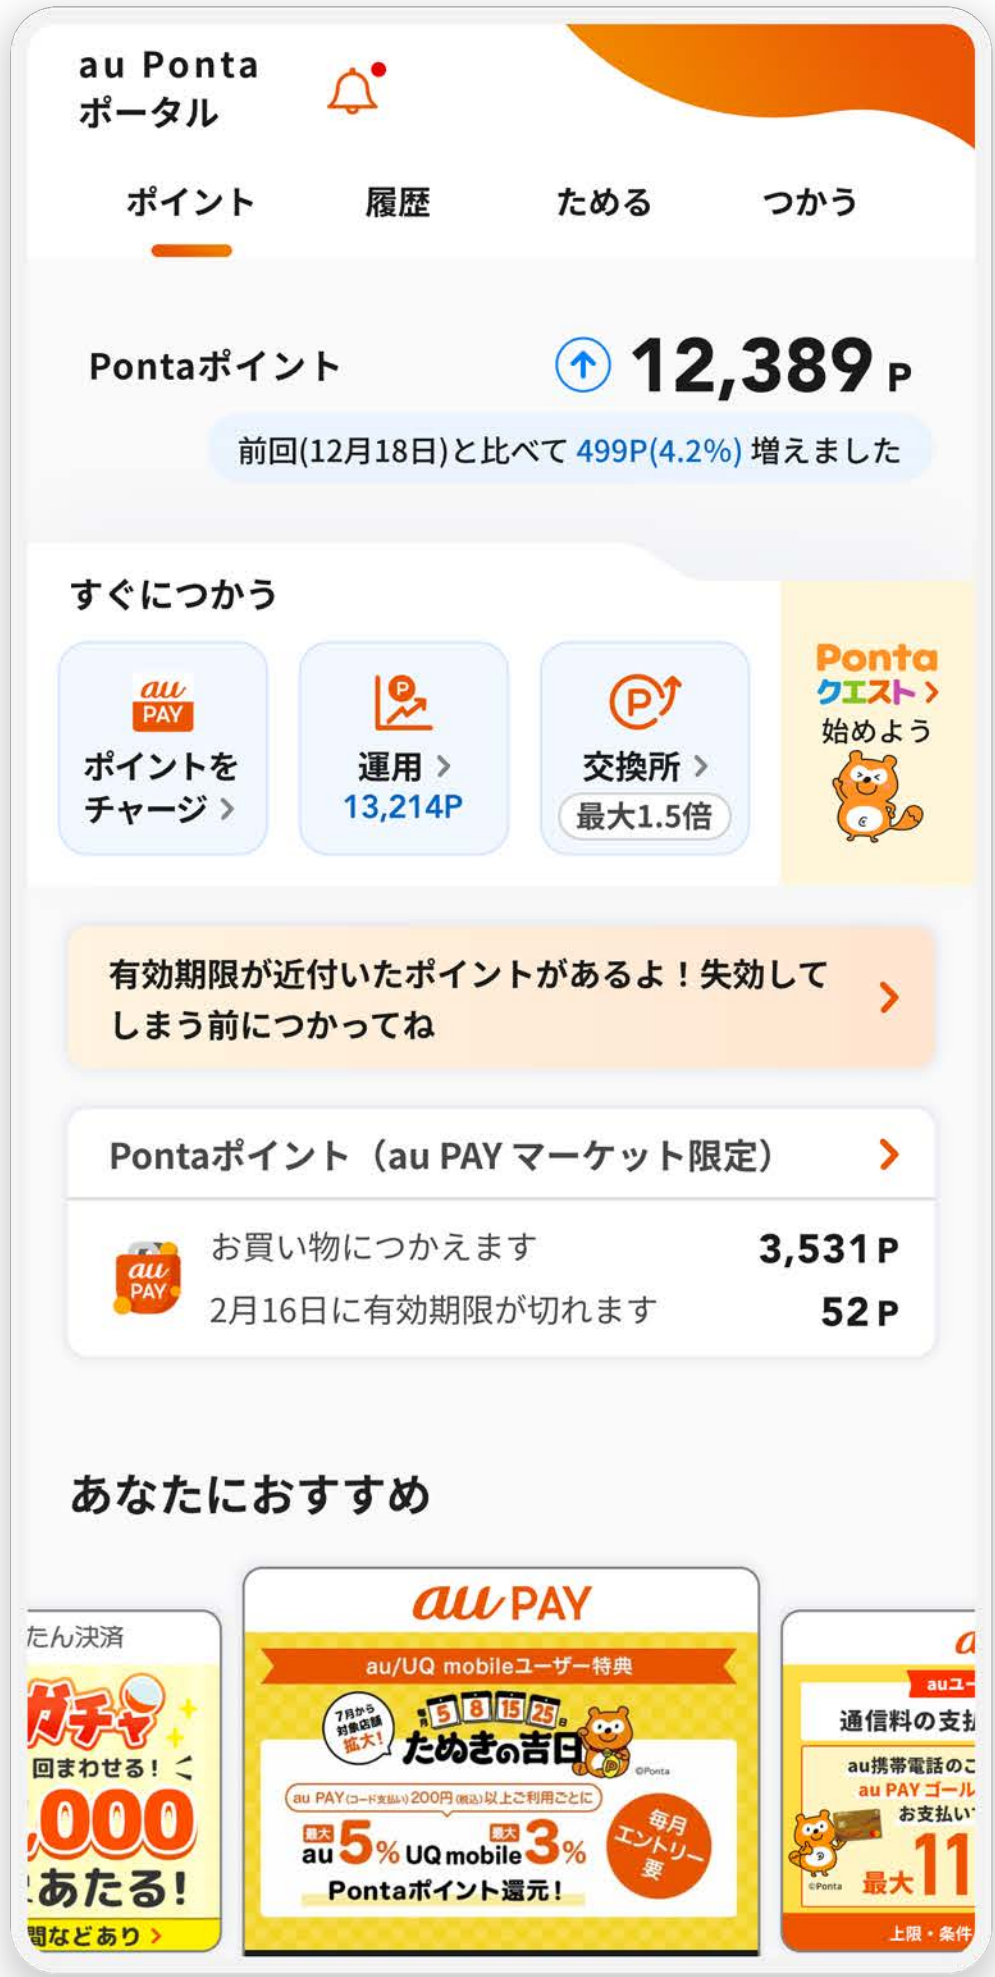 au Ponta
ポータル
ポイント 履歴 ためる つかう
Pontaポイント 12,389 P
前回(12月18日)と比べて 499P(4.2%) 増えました
すぐにつかう
au
PAY
ポイントを
チャージ
運用
13,214P
交換所
最大1.5倍
Ponta
クエスト
始めよう
有効期限が近付いたポイントがあるよ！失効して
しまう前につかってね
Pontaポイント（au PAY マーケット限定）
au
PAY
お買い物につかえます 3,531 P
2月16日に有効期限が切れます 52 P
あなたにおすすめ
たん決済
ガチャ
回まわせる！
,000
あたる！
間などあり
au PAY
au/UQ mobileユーザー特典
7月から
対象店舗
拡大！
毎月 5 8 15 25 日
たぬきの吉日
©Ponta
au PAY(コード支払い)200円(税込)以上ご利用ごとに
最大 最大
au 5% UQ mobile 3%
Pontaポイント還元！
毎月
エントリー
要
auユー
通信料の支払
au携帯電話のご
au PAY ゴール
お支払い
©Ponta
最大11
上限・条件